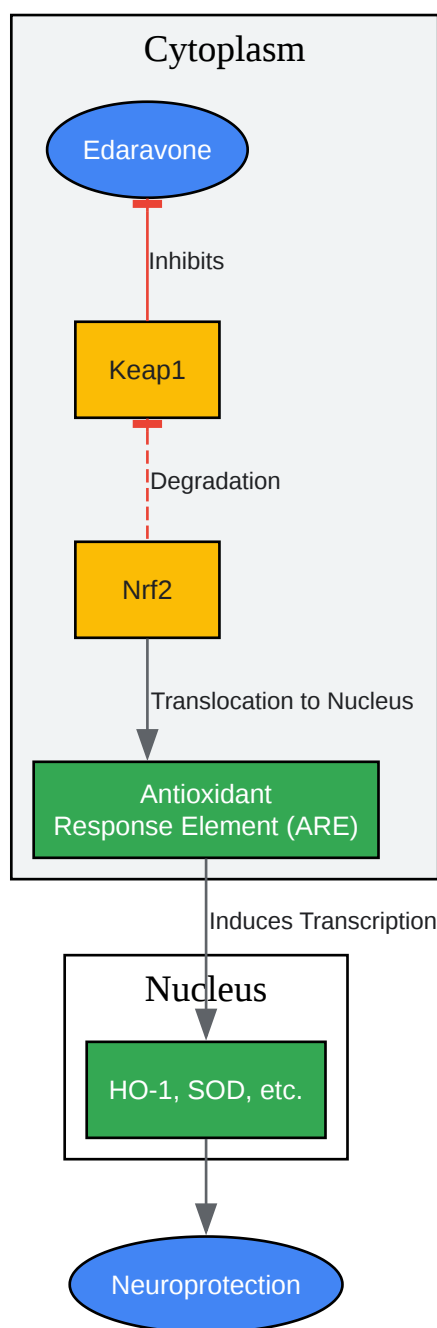 Cytoplasm
Edaravone
Inhibits
Keap1
Degradation
Nrf2
Translocation to Nucleus
Antioxidant
Response Element (ARE)
Induces Transcription
Nucleus
HO-1, SOD, etc.
Neuroprotection